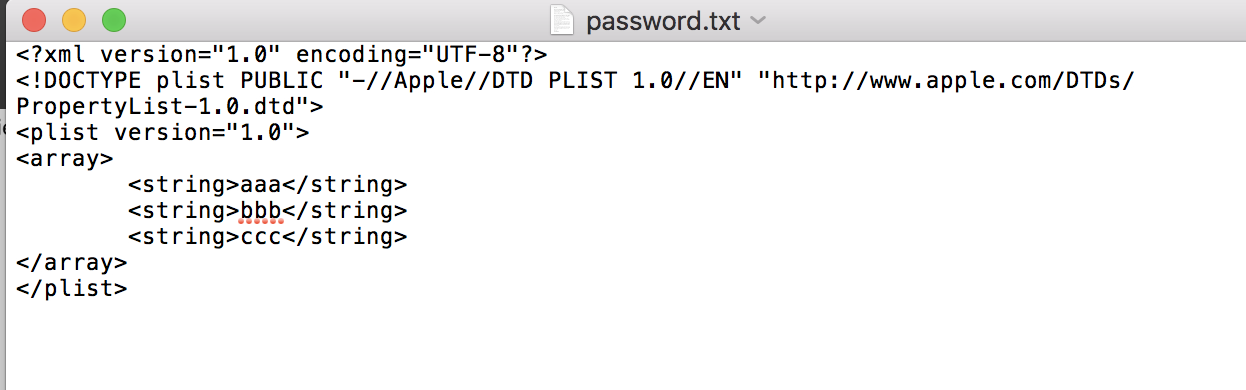 password.txt
<?xml version="1.0" encoding="UTF-8"?>
<!DOCTYPE plist PUBLIC "-//Apple//DTD PLIST 1.0//EN" "http://www.apple.com/DTDs/
PropertyList-1.0.dtd">
<plist version="1.0">
<array>
        <string>aaa</string>
        <string>bbb</string>
        <string>ccc</string>
</array>
</plist>